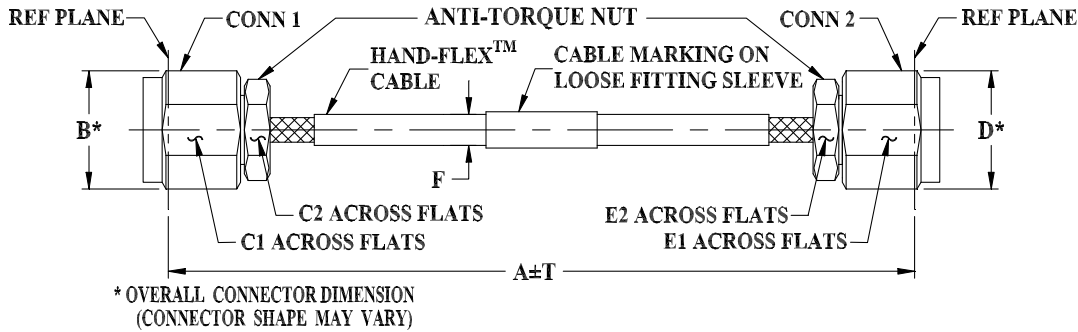 REF PLANE
CONN 1
ANTI-TORQUE NUT
CONN 2
REF PLANE
HAND-FLEX™
CABLE
CABLE MARKING ON
LOOSE FITTING SLEEVE
B*
D*
F
C2 ACROSS FLATS
C1 ACROSS FLATS
E2 ACROSS FLATS
E1 ACROSS FLATS
A±T
* OVERALL CONNECTOR DIMENSION
(CONNECTOR SHAPE MAY VARY)